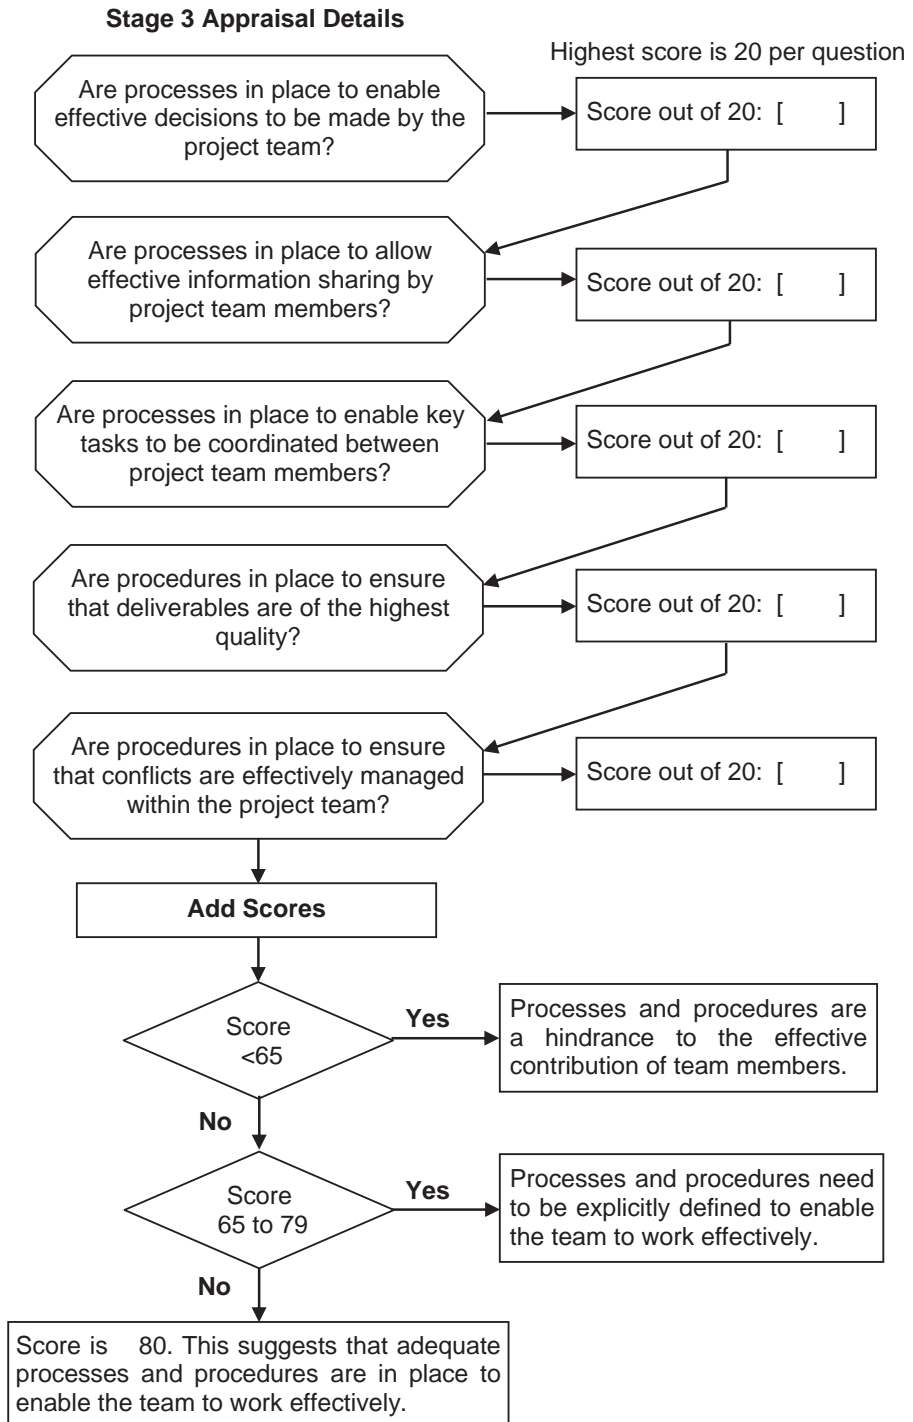 Stage 3 Appraisal Details
Highest score is 20 per question
Are processes in place to enable
effective decisions to be made by the
project team?
Score out of 20: [ ]
Are processes in place to allow
effective information sharing by
project team members?
Score out of 20: [ ]
Are processes in place to enable key
tasks to be coordinated between
project team members?
Score out of 20: [ ]
Are procedures in place to ensure
that deliverables are of the highest
quality?
Score out of 20: [ ]
Are procedures in place to ensure
that conflicts are effectively managed
within the project team?
Score out of 20: [ ]
Add Scores
Score
<65
Yes
Processes and procedures are
a hindrance to the effective
contribution of team members.
No
Score
65 to 79
Yes
Processes and procedures need
to be explicitly defined to enable
the team to work effectively.
No
Score is 80. This suggests that adequate
processes and procedures are in place to
enable the team to work effectively.